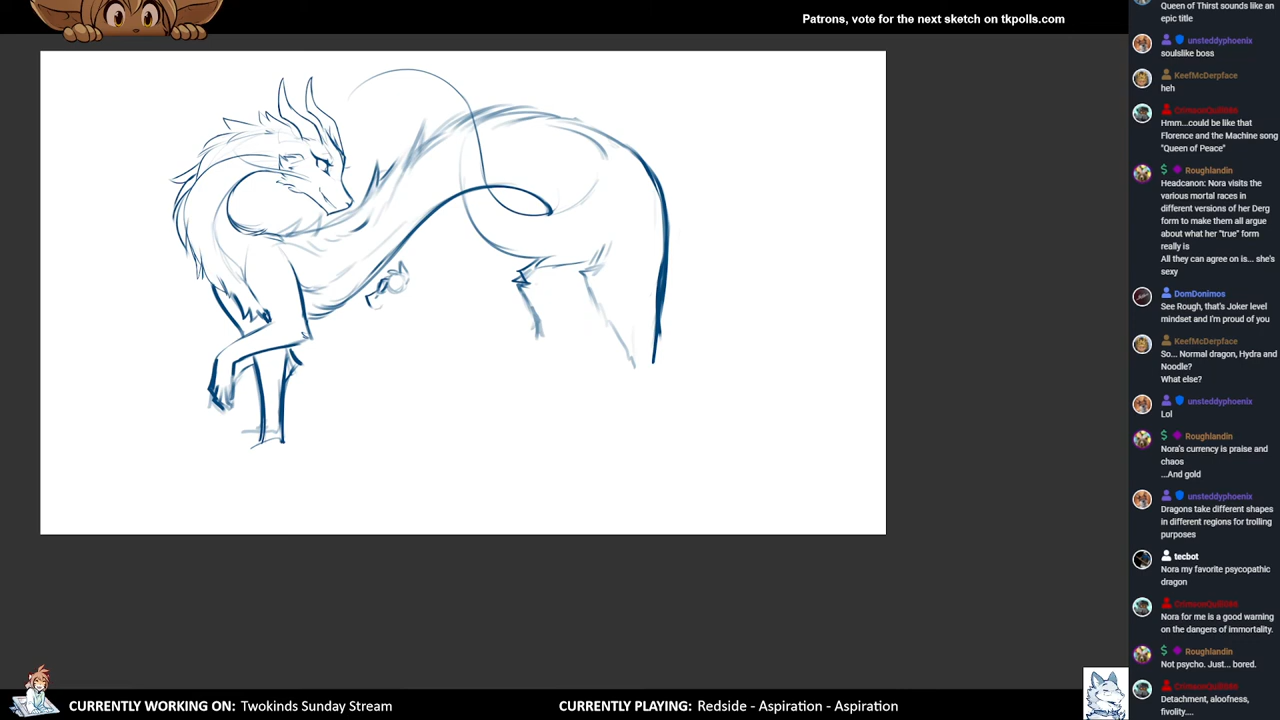 Patrons, vote for the next sketch on tkpolls.com
Queen of Thirst sounds like an
epic title
unsteddyphoenix
soulslike boss
KeefMcDerpface
heh
Hmm...could be like that
Florence and the Machine song
"Queen of Peace"
$ Roughlandin
Headcanon: Nora visits the
various mortal races in
different versions of her Derg
form to make them all argue
about what her "true" form
really is
All they can agree on is... she's
sexy
DomDonimos
See Rough, that's Joker level
mindset and I'm proud of you
KeefMcDerpface
So... Normal dragon, Hydra and
Noodle?
What else?
unsteddyphoenix
Lol
$ Roughlandin
Nora's currency is praise and
chaos
...And gold
unsteddyphoenix
Dragons take different shapes
in different regions for trolling
purposes
tecbot
Nora my favorite psycopathic
dragon
Nora for me is a good warning
on the dangers of immortality.
$ Roughlandin
Not psycho. Just... bored.
Detachment, aloofness,
fivolity....
CURRENTLY WORKING ON: Twokinds Sunday Stream
CURRENTLY PLAYING: Redside - Aspiration - Aspiration